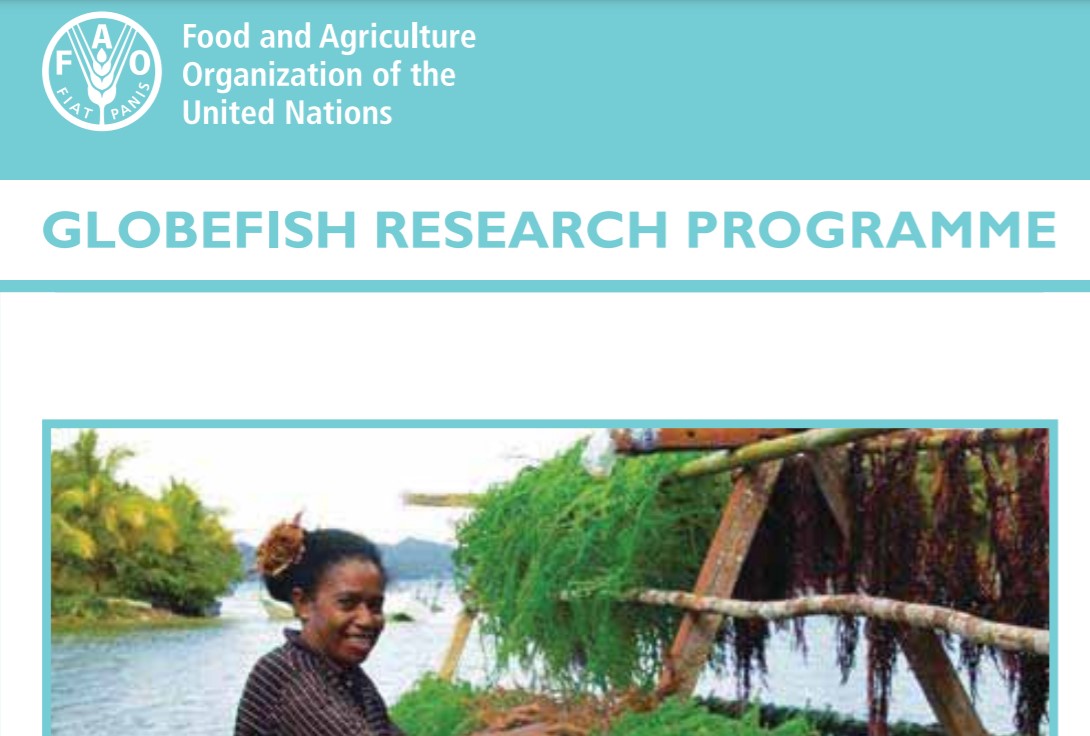 F A O
FIAT PANIS
Food and Agriculture
Organization of the
United Nations
GLOBEFISH RESEARCH PROGRAMME